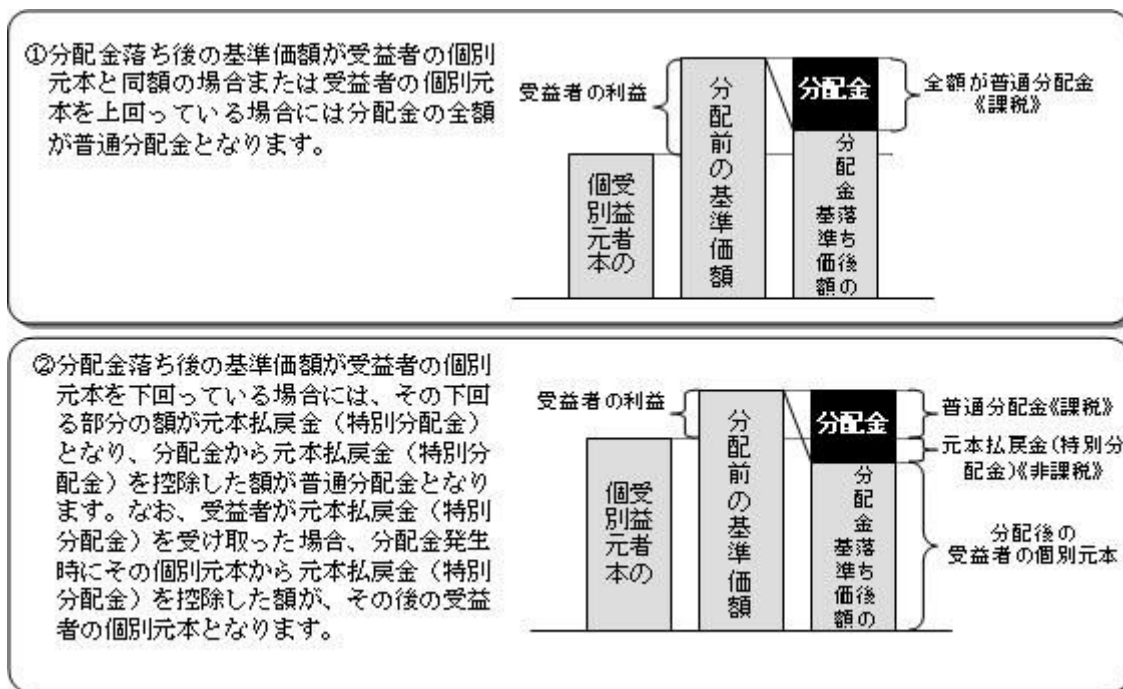 ①分配金落ち後の基準価額が受益者の個別
元本と同額の場合または受益者の個別元
本を上回っている場合には分配金の全額
が普通分配金となります。
受益者の利益
受益者の
個別元本
分配前の基準価額
分配金
分配金落ち後の
基準価額
全額が普通分配金
《課税》
②分配金落ち後の基準価額が受益者の個別
元本を下回っている場合には、その下回
る部分の額が元本払戻金（特別分配金）
となり、分配金から元本払戻金（特別分
配金）を控除した額が普通分配金となり
ます。なお、受益者が元本払戻金（特別
分配金）を受け取った場合、分配金発生
時にその個別元本から元本払戻金（特別
分配金）を控除した額が、その後の受益
者の個別元本となります。
受益者の利益
受益者の
個別元本
分配前の基準価額
分配金
分配金落ち後の
基準価額
普通分配金《課税》
元本払戻金(特別分
配金)《非課税》
分配後の
受益者の個別元本